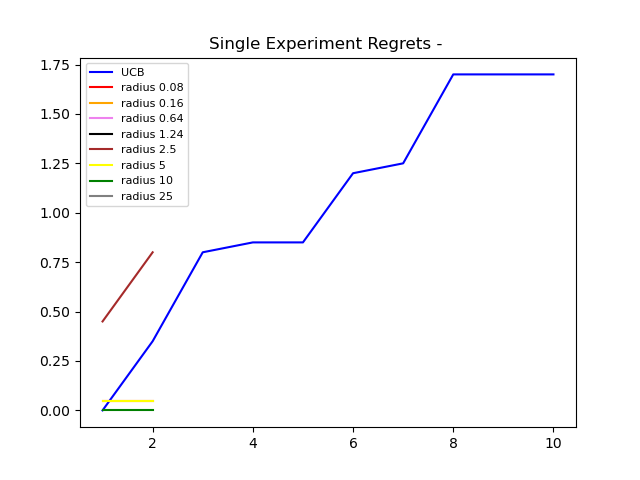 Single Experiment Regrets -
1.75
1.50
1.25
1.00
0.75
0.50
0.25
0.00
UCB
radius 0.08
radius 0.16
radius 0.64
radius 1.24
radius 2.5
radius 5
radius 10
radius 25
2 4 6 8 10